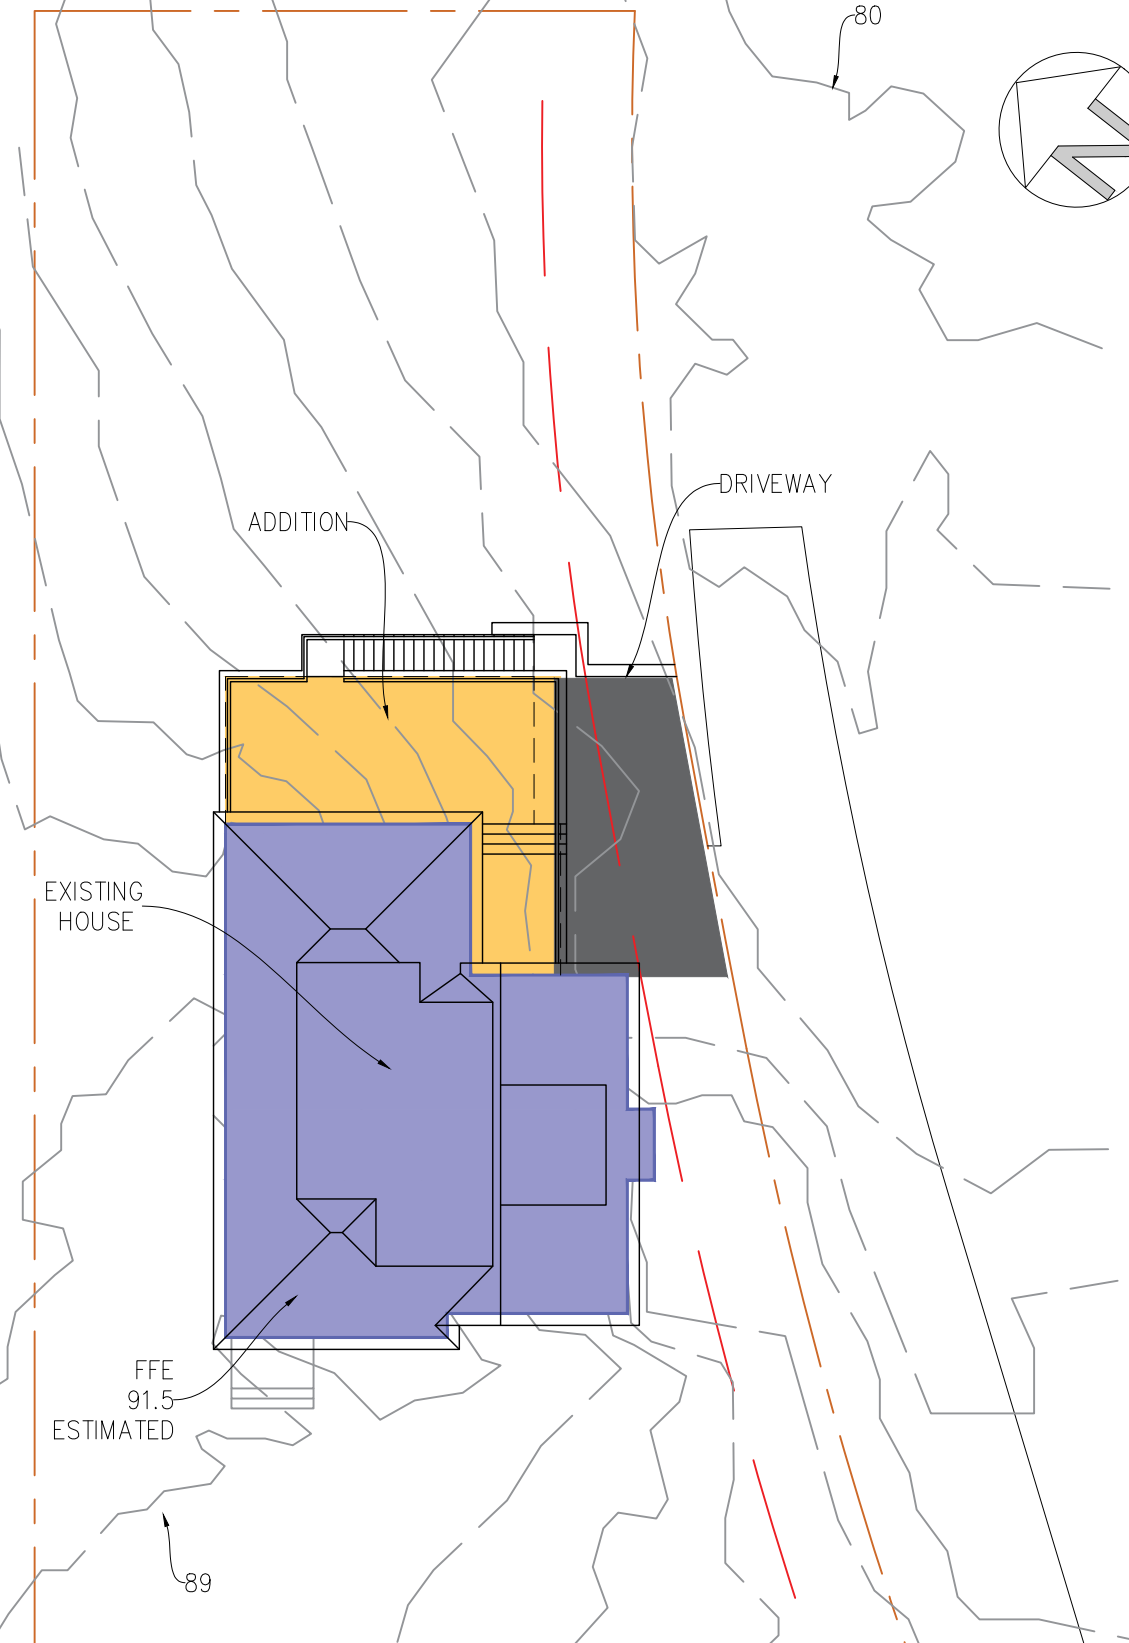 80
DRIVEWAY
ADDITION
EXISTING
HOUSE
FFE
91.5
ESTIMATED
89